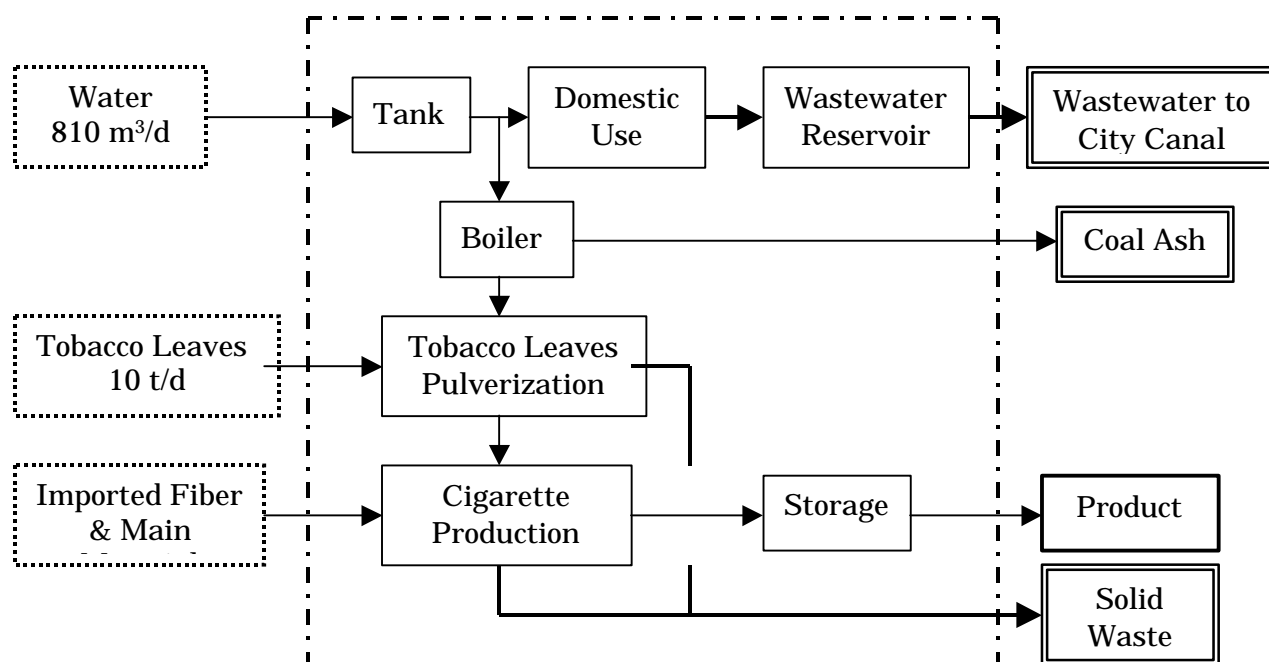 Water
810 m³/d
Tank
Domestic
Use
Wastewater
Reservoir
Wastewater to
City Canal
Boiler
Coal Ash
Tobacco Leaves
10 t/d
Tobacco Leaves
Pulverization
Imported Fiber
& Main
Cigarette
Production
Storage
Product
Solid
Waste